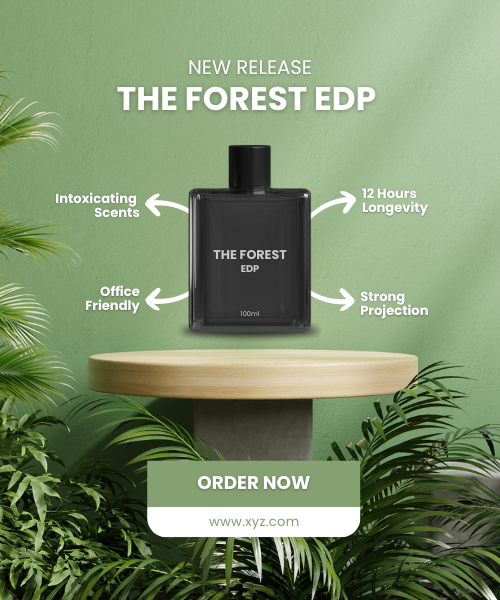 NEW RELEASE
THE FOREST EDP
Intoxicating
Scents
12 Hours
Longevity
THE FOREST
EDP
100ml
Office
Friendly
Strong
Projection
ORDER NOW
www.xyz.com